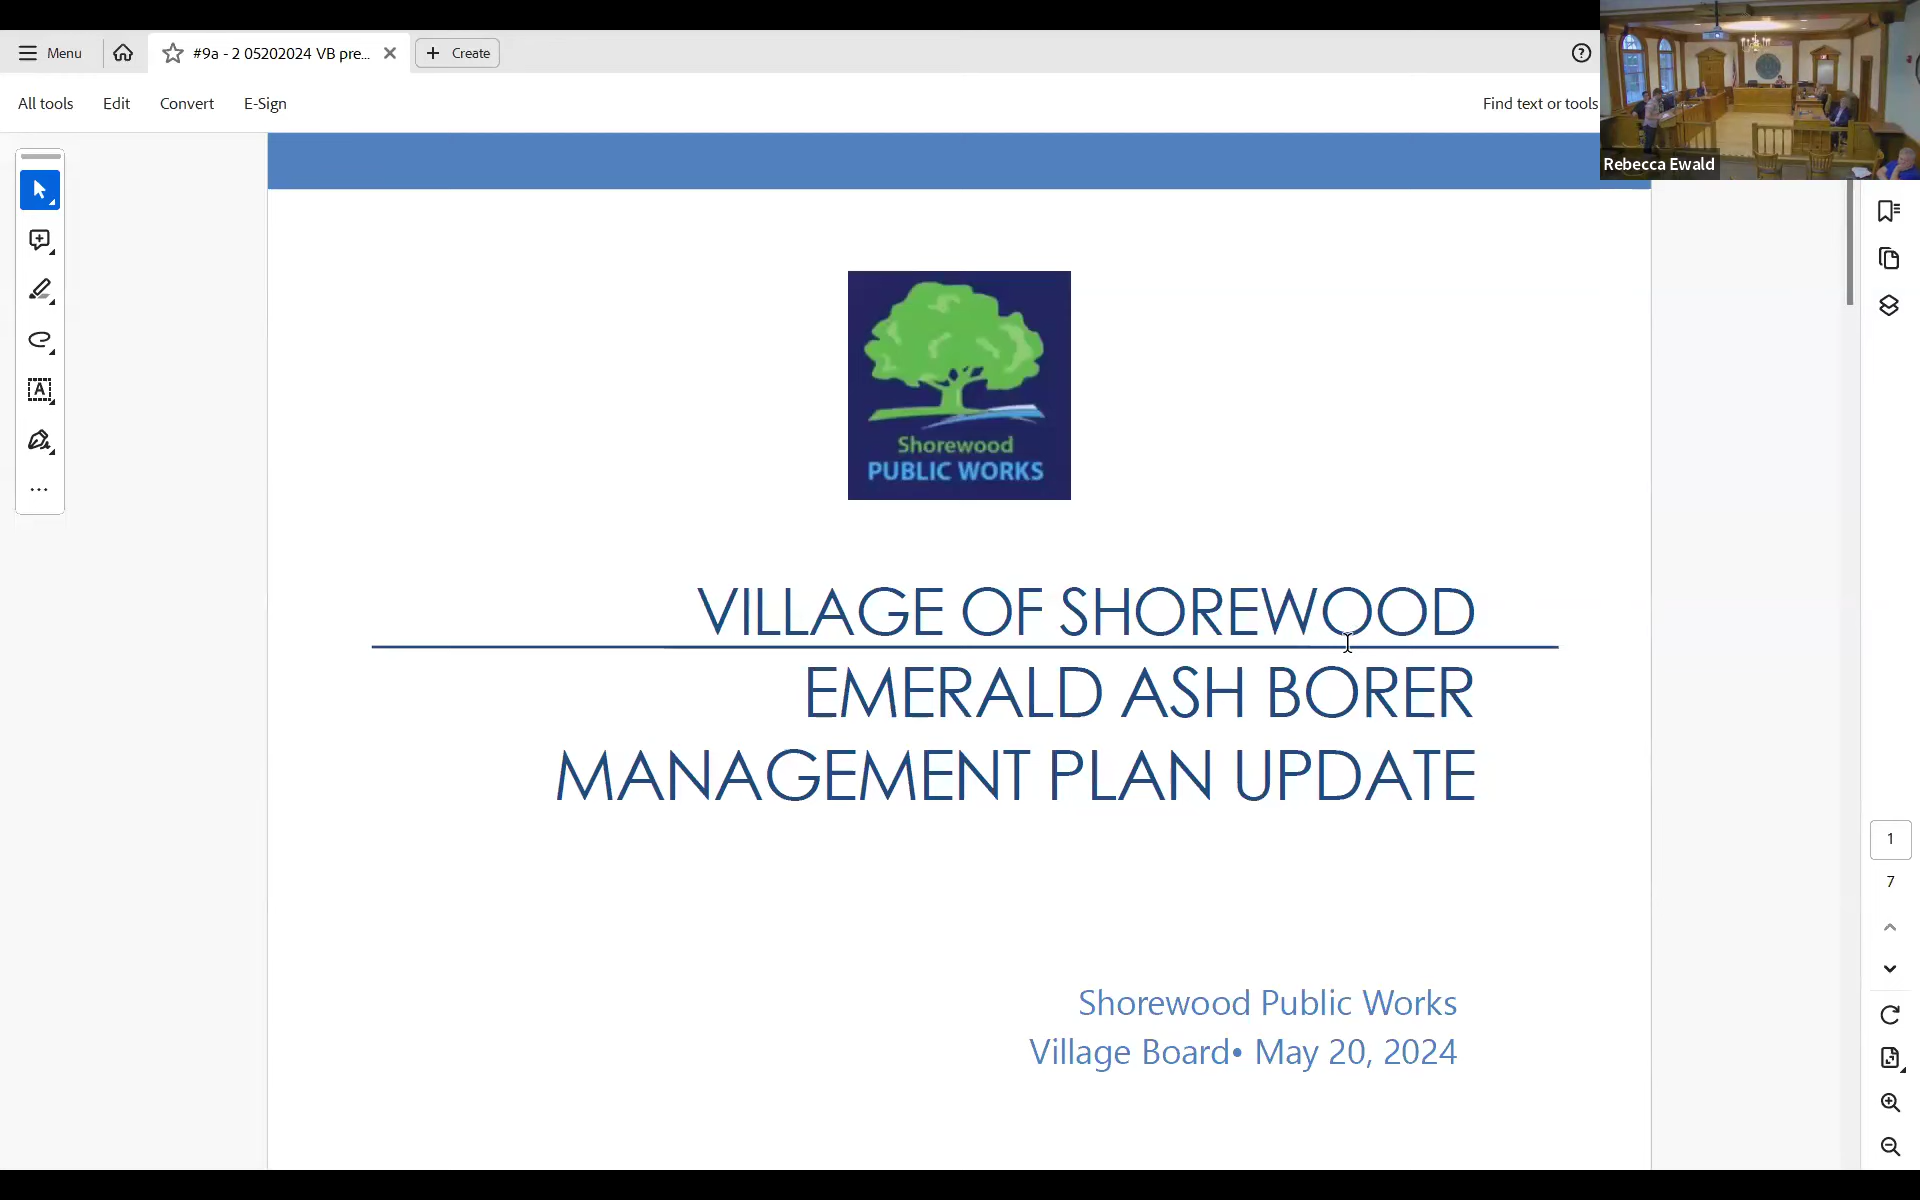 Menu
#9a - 2 05202024 VB pre...
Create
All tools
Edit
Convert
E-Sign
Find text or tools
Rebecca Ewald
Shorewood
PUBLIC WORKS
VILLAGE OF SHOREWOOD
EMERALD ASH BORER
MANAGEMENT PLAN UPDATE
Shorewood Public Works
Village Board• May 20, 2024
1
7